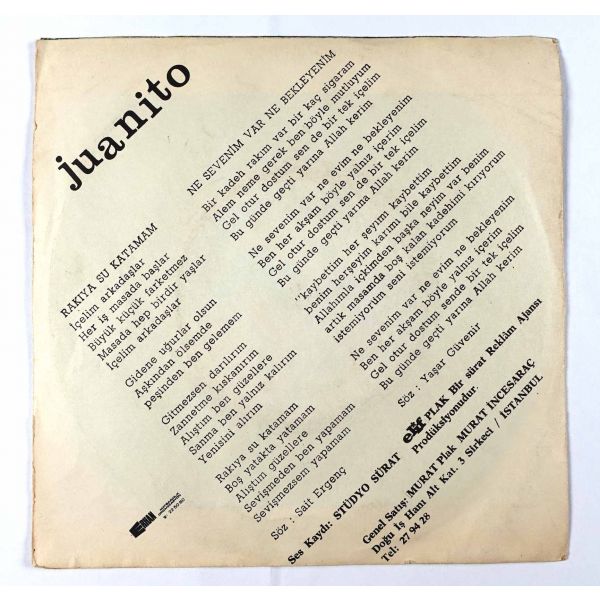 juanito
RAKIYA SU KATAMAM
İçelim arkadaşlar
Her iş masada başlar
Büyük küçük farketmez
Masada hep birdir yaşlar
İçelim arkadaşlar
Gidene uğurlar olsun
Aşkından ölsende
peşinden ben gelemem
Gitmezsen darılırım
Zannetme kıskanırım
Alıştım ben güzellere
Sanma ben yalnız kalırım
Yenisini alırım
Rakıya su katamam
Boş yatakta yatamam
Alıştım güzellere
Sevişmeden ben yapamam
Sevişmezsem yapamam
Söz : Sait Ergenç
NE SEVENİM VAR NE BEKLEYENİM
Bir kadeh rakım var bir kaç sigaram
Alem neme gerek ben böyle mutluyum
Gel otur dostum sen de bir tek içelim
Bu günde geçti yarına Allah kerim
Ne sevenim var ne evim ne bekleyenim
Ben her akşam böyle yalnız içerim
Gel otur dostum sen de bir tek içelim
Bu günde geçti yarına Allah kerim
"kaybettim her şeyimi kaybettim
benim herşeyim karımı bile kaybettim
Allahımla içkimden başka neyim var benim
artık masamda boş kalan kadehimi kırıyorum
istemiyorum seni istemiyorum
Ne sevenim var ne evim ne bekleyenim
Ben her akşam böyle yalnız içerim
Gel otur dostum sende bir tek içelim
Bu günde geçti yarına Allah kerim
Söz : Yaşar Güvenir
Ses Kaydı: STÜDYO SÜRAT
elif PLAK Bir sürat Reklâm Ajansı
Prodüksiyonudur.
Genel Satış: MURAT Plak MURAT İNCESARAÇ
Doğu İş Hanı Alt Kat. 3 Sirkeci / İSTANBUL
Tel: 27 94 28